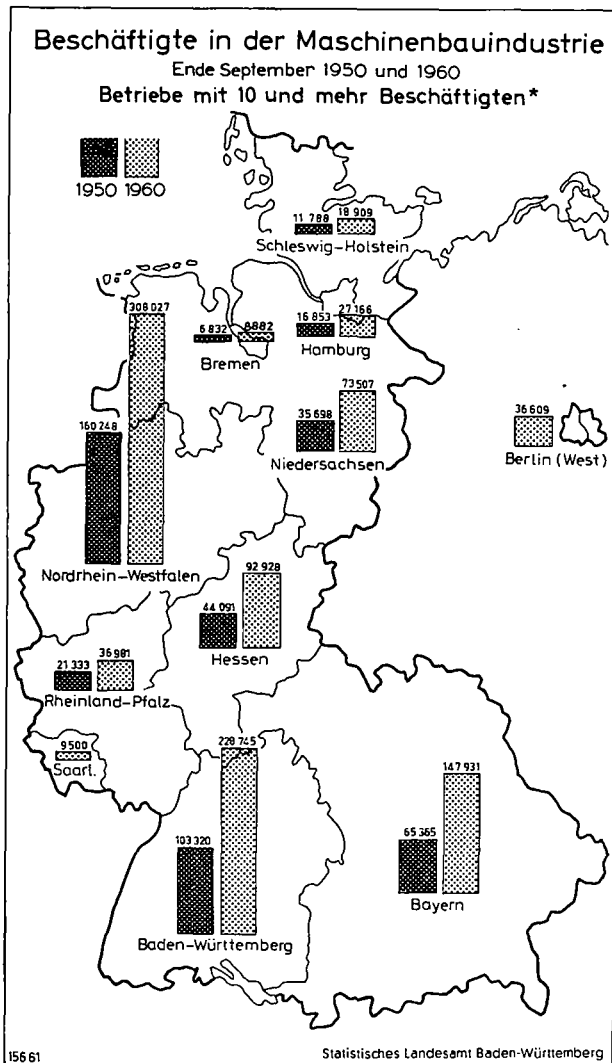 Beschäftigte in der Maschinenbauindustrie
Ende September 1950 und 1960
Betriebe mit 10 und mehr Beschäftigten*
1950 1960
11 788 18 909
Schleswig-Holstein
308 027
6 832 8882
Bremen
16 853 27 166
Hamburg
160 248
Nordrhein-Westfalen
35 698 73 507
Niedersachsen
36 609
Berlin (West)
44 091 92 928
Hessen
21 333 36 981
Rheinland-Pfalz
9 500
Saarl.
103 320 228 745
Baden-Württemberg
65 365 147 931
Bayern
156 61
Statistisches Landesamt Baden-Württemberg